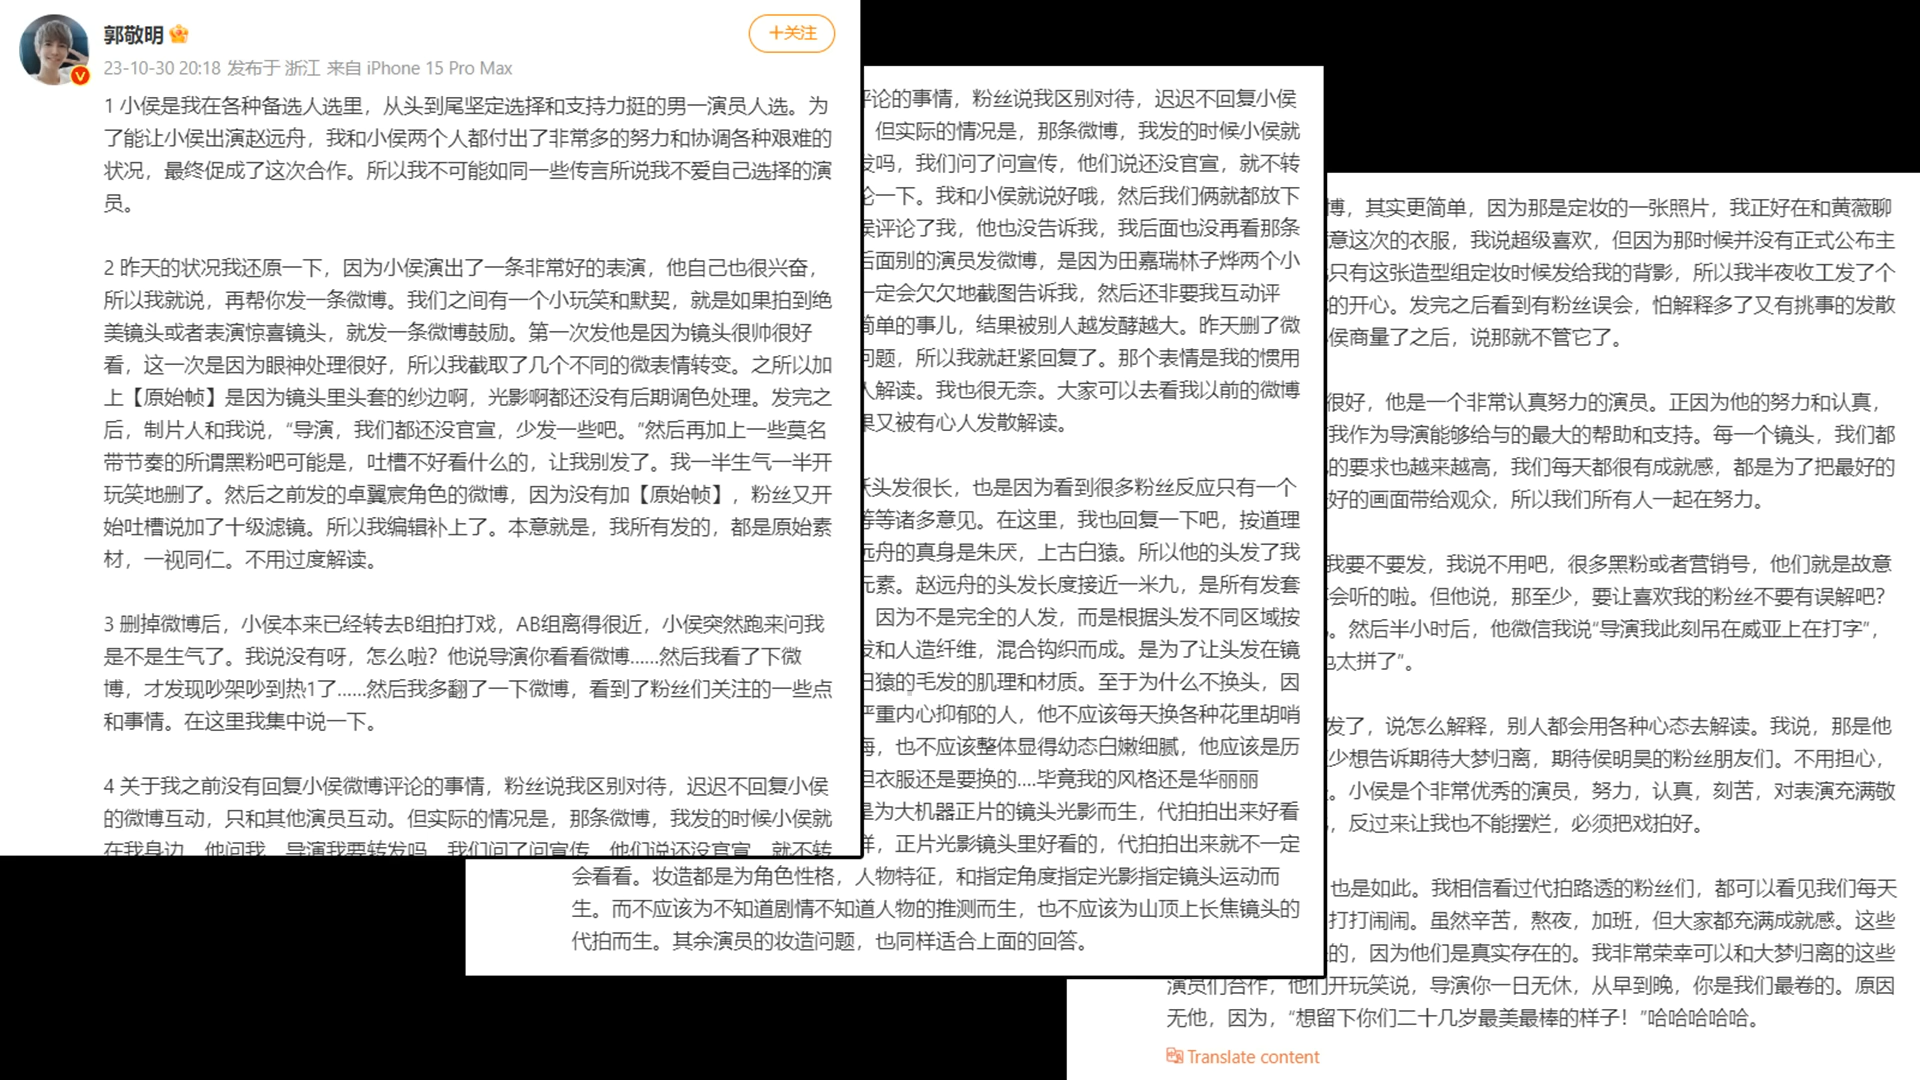 郭敬明
+关注
23-10-30 20:18 发布于 浙江 来自 iPhone 15 Pro Max
1 小侯是我在各种备选人选里，从头到尾坚定选择和支持力挺的男一演员人选。为
了能让小侯出演赵远舟，我和小侯两个人都付出了非常多的努力和协调各种艰难的
状况，最终促成了这次合作。所以我不可能如同一些传言所说我不爱自己选择的演
员。
2 昨天的状况我还原一下，因为小侯演出了一条非常好的表演，他自己也很兴奋，
所以我就说，再帮你发一条微博。我们之间有一个小玩笑和默契，就是如果拍到绝
美镜头或者表演惊喜镜头，就发一条微博鼓励。第一次发他是因为镜头很帅很好
看，这一次是因为眼神处理很好，所以我截取了几个不同的微表情转变。之所以加
上【原始帧】是因为镜头里头套的纱边啊，光影啊都还没有后期调色处理。发完之
后，制片人和我说，“导演，我们都还没官宣，少发一些吧。”然后再加上一些莫名
带节奏的所谓黑粉吧可能是，吐槽不好看什么的，让我别发了。我一半生气一半开
玩笑地删了。然后之前发的卓翼宸角色的微博，因为没有加【原始帧】，粉丝又开
始吐槽说加了十级滤镜。所以我编辑补上了。本意就是，我所有发的，都是原始素
材，一视同仁。不用过度解读。
3 删掉微博后，小侯本来已经转去B组拍打戏，AB组离得很近，小侯突然跑来问我
是不是生气了。我说没有呀，怎么啦？他说导演你看看微博......然后我看了下微
博，才发现吵架吵到热1了......然后我多翻了一下微博，看到了粉丝们关注的一些点
和事情。在这里我集中说一下。
4 关于我之前没有回复小侯微博评论的事情，粉丝说我区别对待，迟迟不回复小侯
的微博互动，只和其他演员互动。但实际的情况是，那条微博，我发的时候小侯就
在我身边，他问我，导演我要转发吗，我们问了问宣传，他们说还没官宣，就不转
评论的事情，粉丝说我区别对待，迟迟不回复小侯
但实际的情况是，那条微博，我发的时候小侯就
发吗，我们问了问宣传，他们说还没官宣，就不转
论一下。我和小侯就说好哦，然后我们俩就都放下
侯评论了我，他也没告诉我，我后面也没再看那条
后面别的演员发微博，是因为田嘉瑞林子烨两个小
一定会欠欠地截图告诉我，然后还非要我互动评
简单的事儿，结果被别人越发酵越大。昨天删了微
问题，所以我就赶紧回复了。那个表情是我的惯用
人解读。我也很无奈。大家可以去看我以前的微博
果又被有心人发散解读。
头发很长，也是因为看到很多粉丝反应只有一个
等等诸多意见。在这里，我也回复一下吧，按道理
远舟的真身是朱厌，上古白猿。所以他的头发了我
元素。赵远舟的头发长度接近一米九，是所有发套
因为不是完全的人发，而是根据头发不同区域按
发和人造纤维，混合钩织而成。是为了让头发在镜
白猿的毛发的肌理和材质。至于为什么不换头，因
严重内心抑郁的人，他不应该每天换各种花里胡哨
，也不应该整体显得幼态白嫩细腻，他应该是历
但衣服还是要换的....毕竟我的风格还是华丽丽
是为大机器正片的镜头光影而生，代拍拍出来好看
样，正片光影镜头里好看的，代拍拍出来就不一定
会看看。妆造都是为角色性格，人物特征，和指定角度指定光影指定镜头运动而
生。而不应该为不知道剧情不知道人物的推测而生，也不应该为山顶上长焦镜头的
代拍而生。其余演员的妆造问题，也同样适合上面的回答。
博，其实更简单，因为那是定妆的一张照片，我正好在和黄薇聊
意这次的衣服，我说超级喜欢，但因为那时候并没有正式公布主
只有这张造型组定妆时候发给我的背影，所以我半夜收工发了个
的开心。发完之后看到有粉丝误会，怕解释多了又有挑事的发散
侯商量了之后，说那就不管它了。
很好，他是一个非常认真努力的演员。正因为他的努力和认真，
我作为导演能够给与的最大的帮助和支持。每一个镜头，我们都
的要求也越来越高，我们每天都很有成就感，都是为了把最好的
好的画面带给观众，所以我们所有人一起在努力。
我要不要发，我说不用吧，很多黑粉或者营销号，他们就是故意
会听的啦。但他说，那至少，要让喜欢我的粉丝不要有误解吧？
。然后半小时后，他微信我说“导演我此刻吊在威亚上在打字”，
也太拼了”。
发了，说怎么解释，别人都会用各种心态去解读。我说，那是他
少想告诉期待大梦归离，期待侯明昊的粉丝朋友们。不用担心，
。小侯是个非常优秀的演员，努力，认真，刻苦，对表演充满敬
，反过来让我也不能摆烂，必须把戏拍好。
也是如此。我相信看过代拍路透的粉丝们，都可以看见我们每天
打打闹闹。虽然辛苦，熬夜，加班，但大家都充满成就感。这些
的，因为他们是真实存在的。我非常荣幸可以和大梦归离的这些
演员们合作，他们开玩笑说，导演你一日无休，从早到晚，你是我们最卷的。原因
无他，因为，“想留下你们二十几岁最美最棒的样子！”哈哈哈哈哈。
Translate content